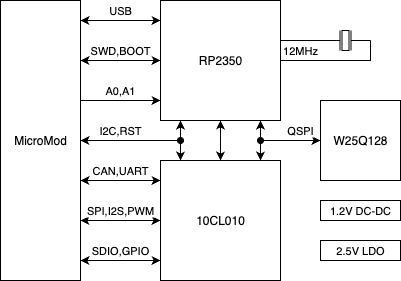 USB
SWD,BOOT
RP2350
12MHz
A0,A1
MicroMod
I2C,RST
QSPI
W25Q128
CAN,UART
SPI,I2S,PWM
10CL010
1.2V DC-DC
SDIO,GPIO
2.5V LDO